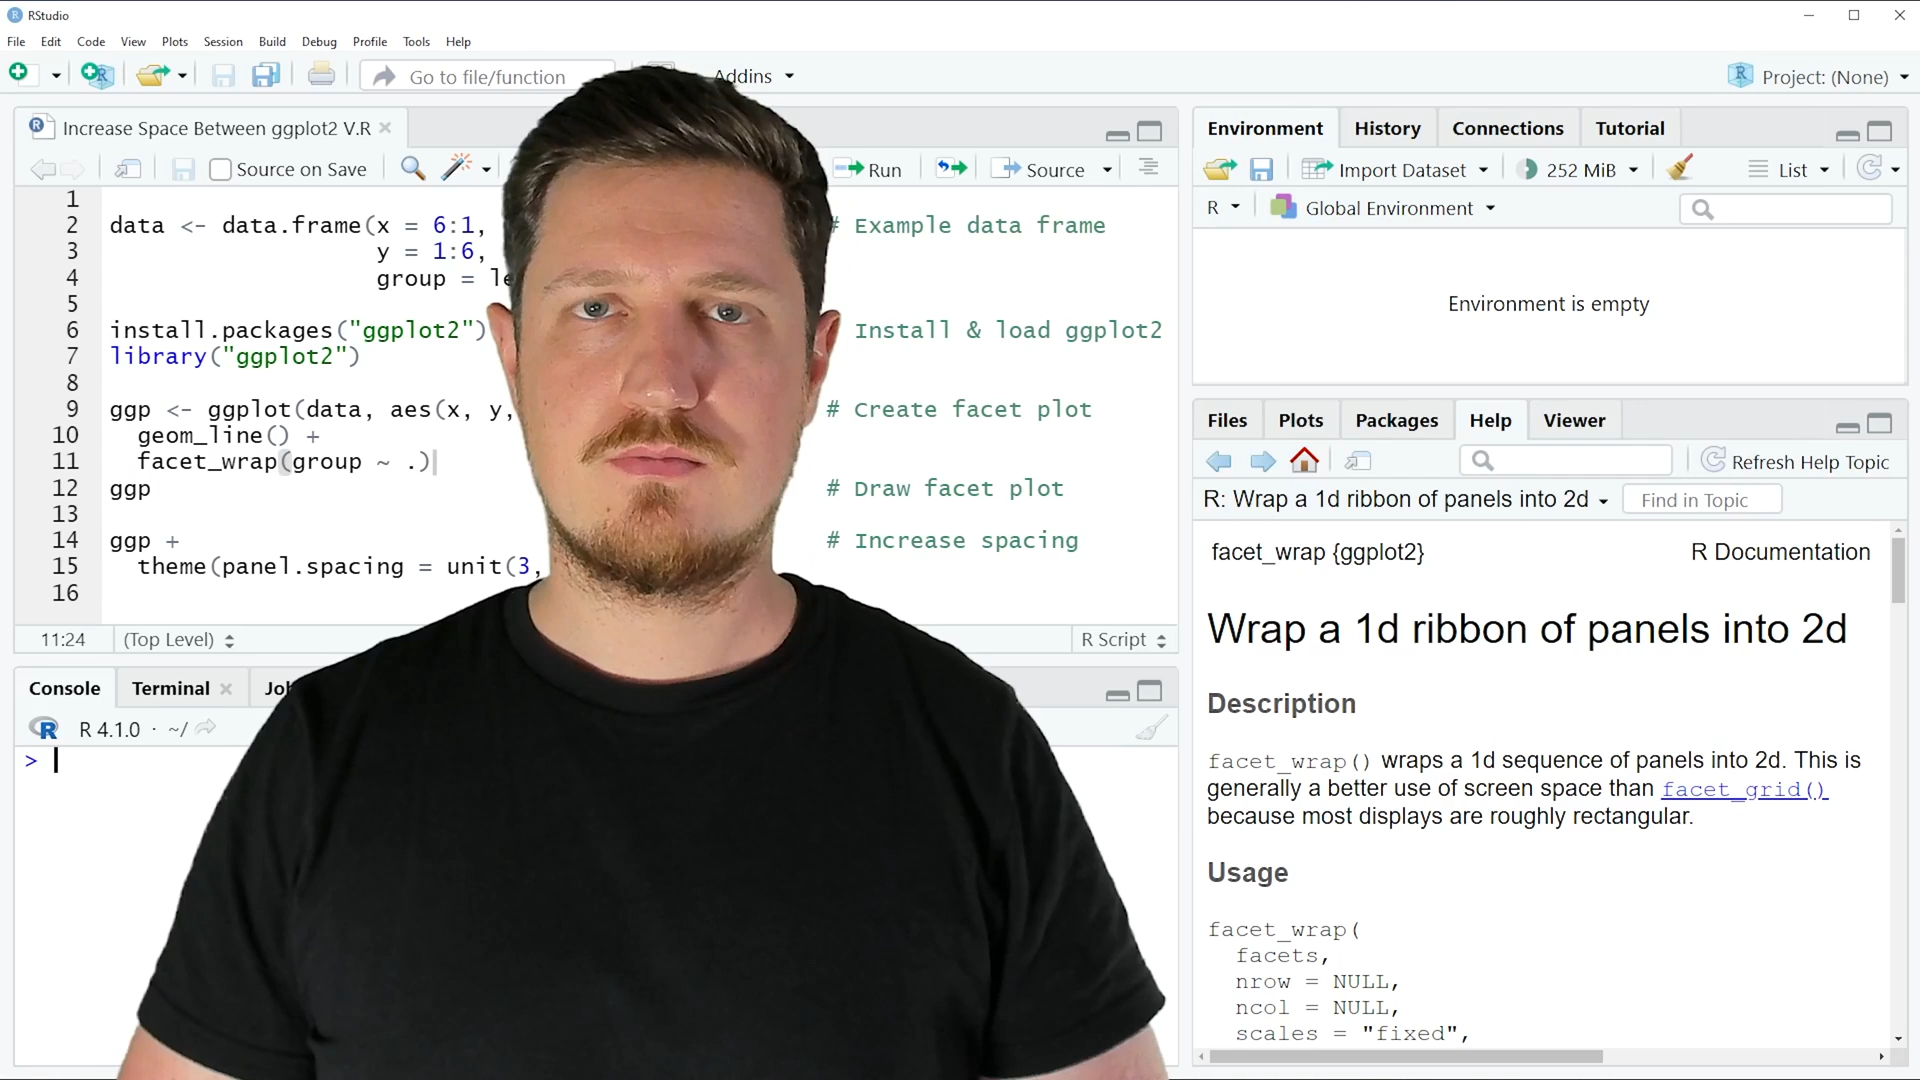 RStudio
File Edit Code View Plots Session Build Debug Profile Tools Help
Go to file/function Addins Project: (None)
Increase Space Between ggplot2 V.R
Source on Save Run Source
1
2 data <- data.frame(x = 6:1, # Example data frame
3 y = 1:6,
4 group = le
5
6 install.packages("ggplot2") Install & load ggplot2
7 library("ggplot2")
8
9 ggp <- ggplot(data, aes(x, y, # Create facet plot
10 geom_line() +
11 facet_wrap(group ~ .)
12 ggp # Draw facet plot
13
14 ggp + # Increase spacing
15 theme(panel.spacing = unit(3,
16
11:24 (Top Level) R Script
Console Terminal Jo
R 4.1.0 · ~/
>
Environment History Connections Tutorial
Import Dataset 252 MiB List
R Global Environment
Environment is empty
Files Plots Packages Help Viewer
Refresh Help Topic
R: Wrap a 1d ribbon of panels into 2d Find in Topic
facet_wrap {ggplot2} R Documentation
Wrap a 1d ribbon of panels into 2d
Description
facet_wrap() wraps a 1d sequence of panels into 2d. This is
generally a better use of screen space than facet_grid()
because most displays are roughly rectangular.
Usage
facet_wrap(
facets,
nrow = NULL,
ncol = NULL,
scales = "fixed",